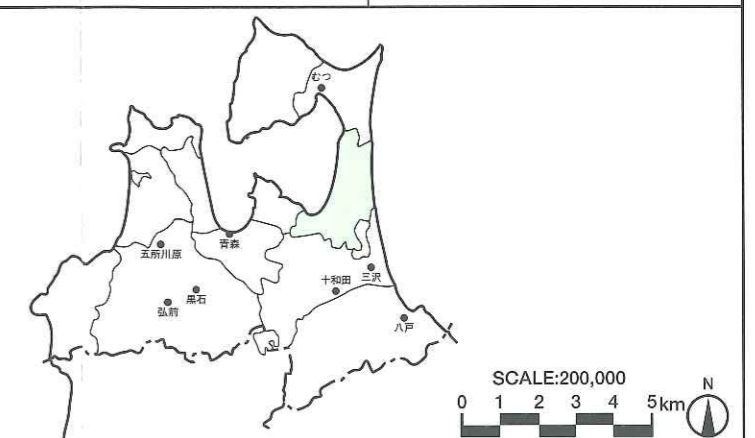 むつ
青森
五所川原
十和田
三沢
黒石
弘前
八戸
SCALE:200,000
0 1 2 3 4 5km
N